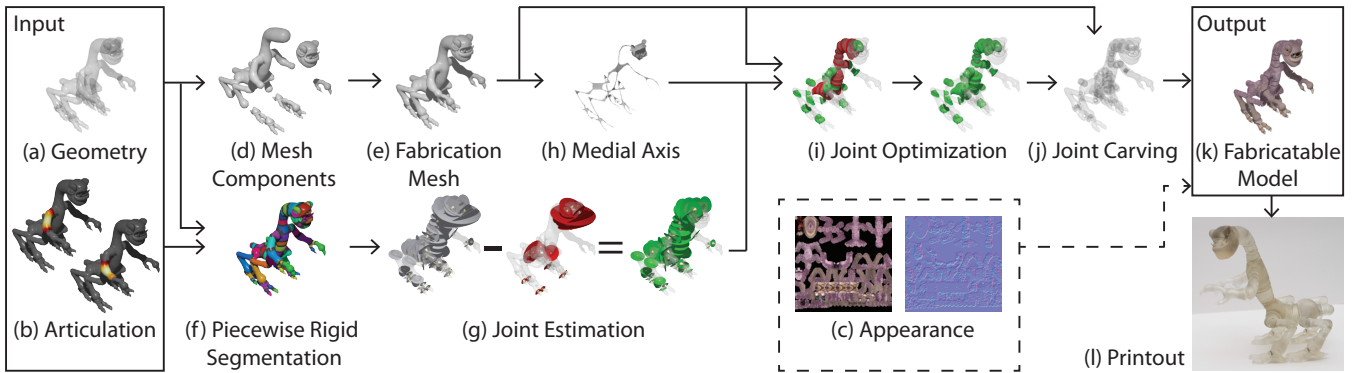 Input
(a) Geometry
(b) Articulation
(d) Mesh
Components
(e) Fabrication
Mesh
(h) Medial Axis
(f) Piecewise Rigid
Segmentation
(g) Joint Estimation
(i) Joint Optimization
(j) Joint Carving
(c) Appearance
Output
(k) Fabricatable
Model
(l) Printout